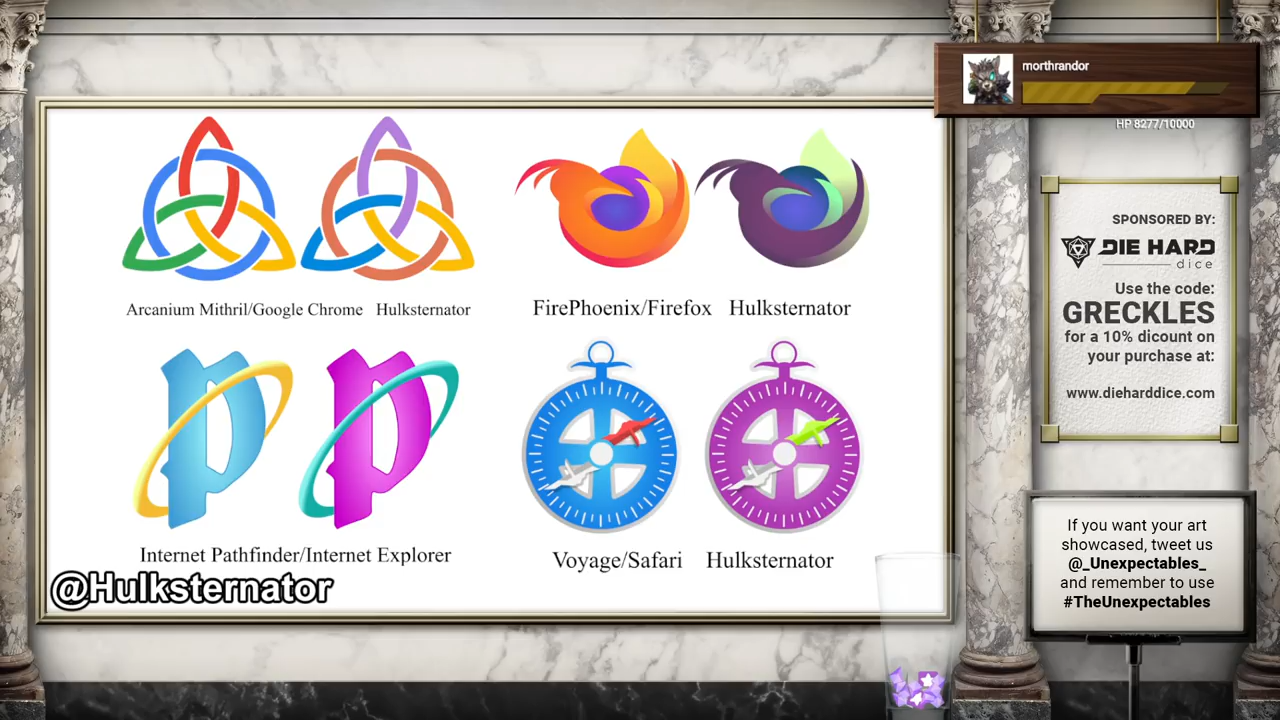 morthrandor
HP 8277/10000
Arcanium Mithril/Google Chrome Hulksternator
FirePhoenix/Firefox Hulksternator
Internet Pathfinder/Internet Explorer
Voyage/Safari Hulksternator
@Hulksternator
SPONSORED BY:
DIE HARD
dice
Use the code:
GRECKLES
for a 10% dicount on
your purchase at:
www.dieharddice.com
If you want your art
showcased, tweet us
@_Unexpectables_
and remember to use
#TheUnexpectables